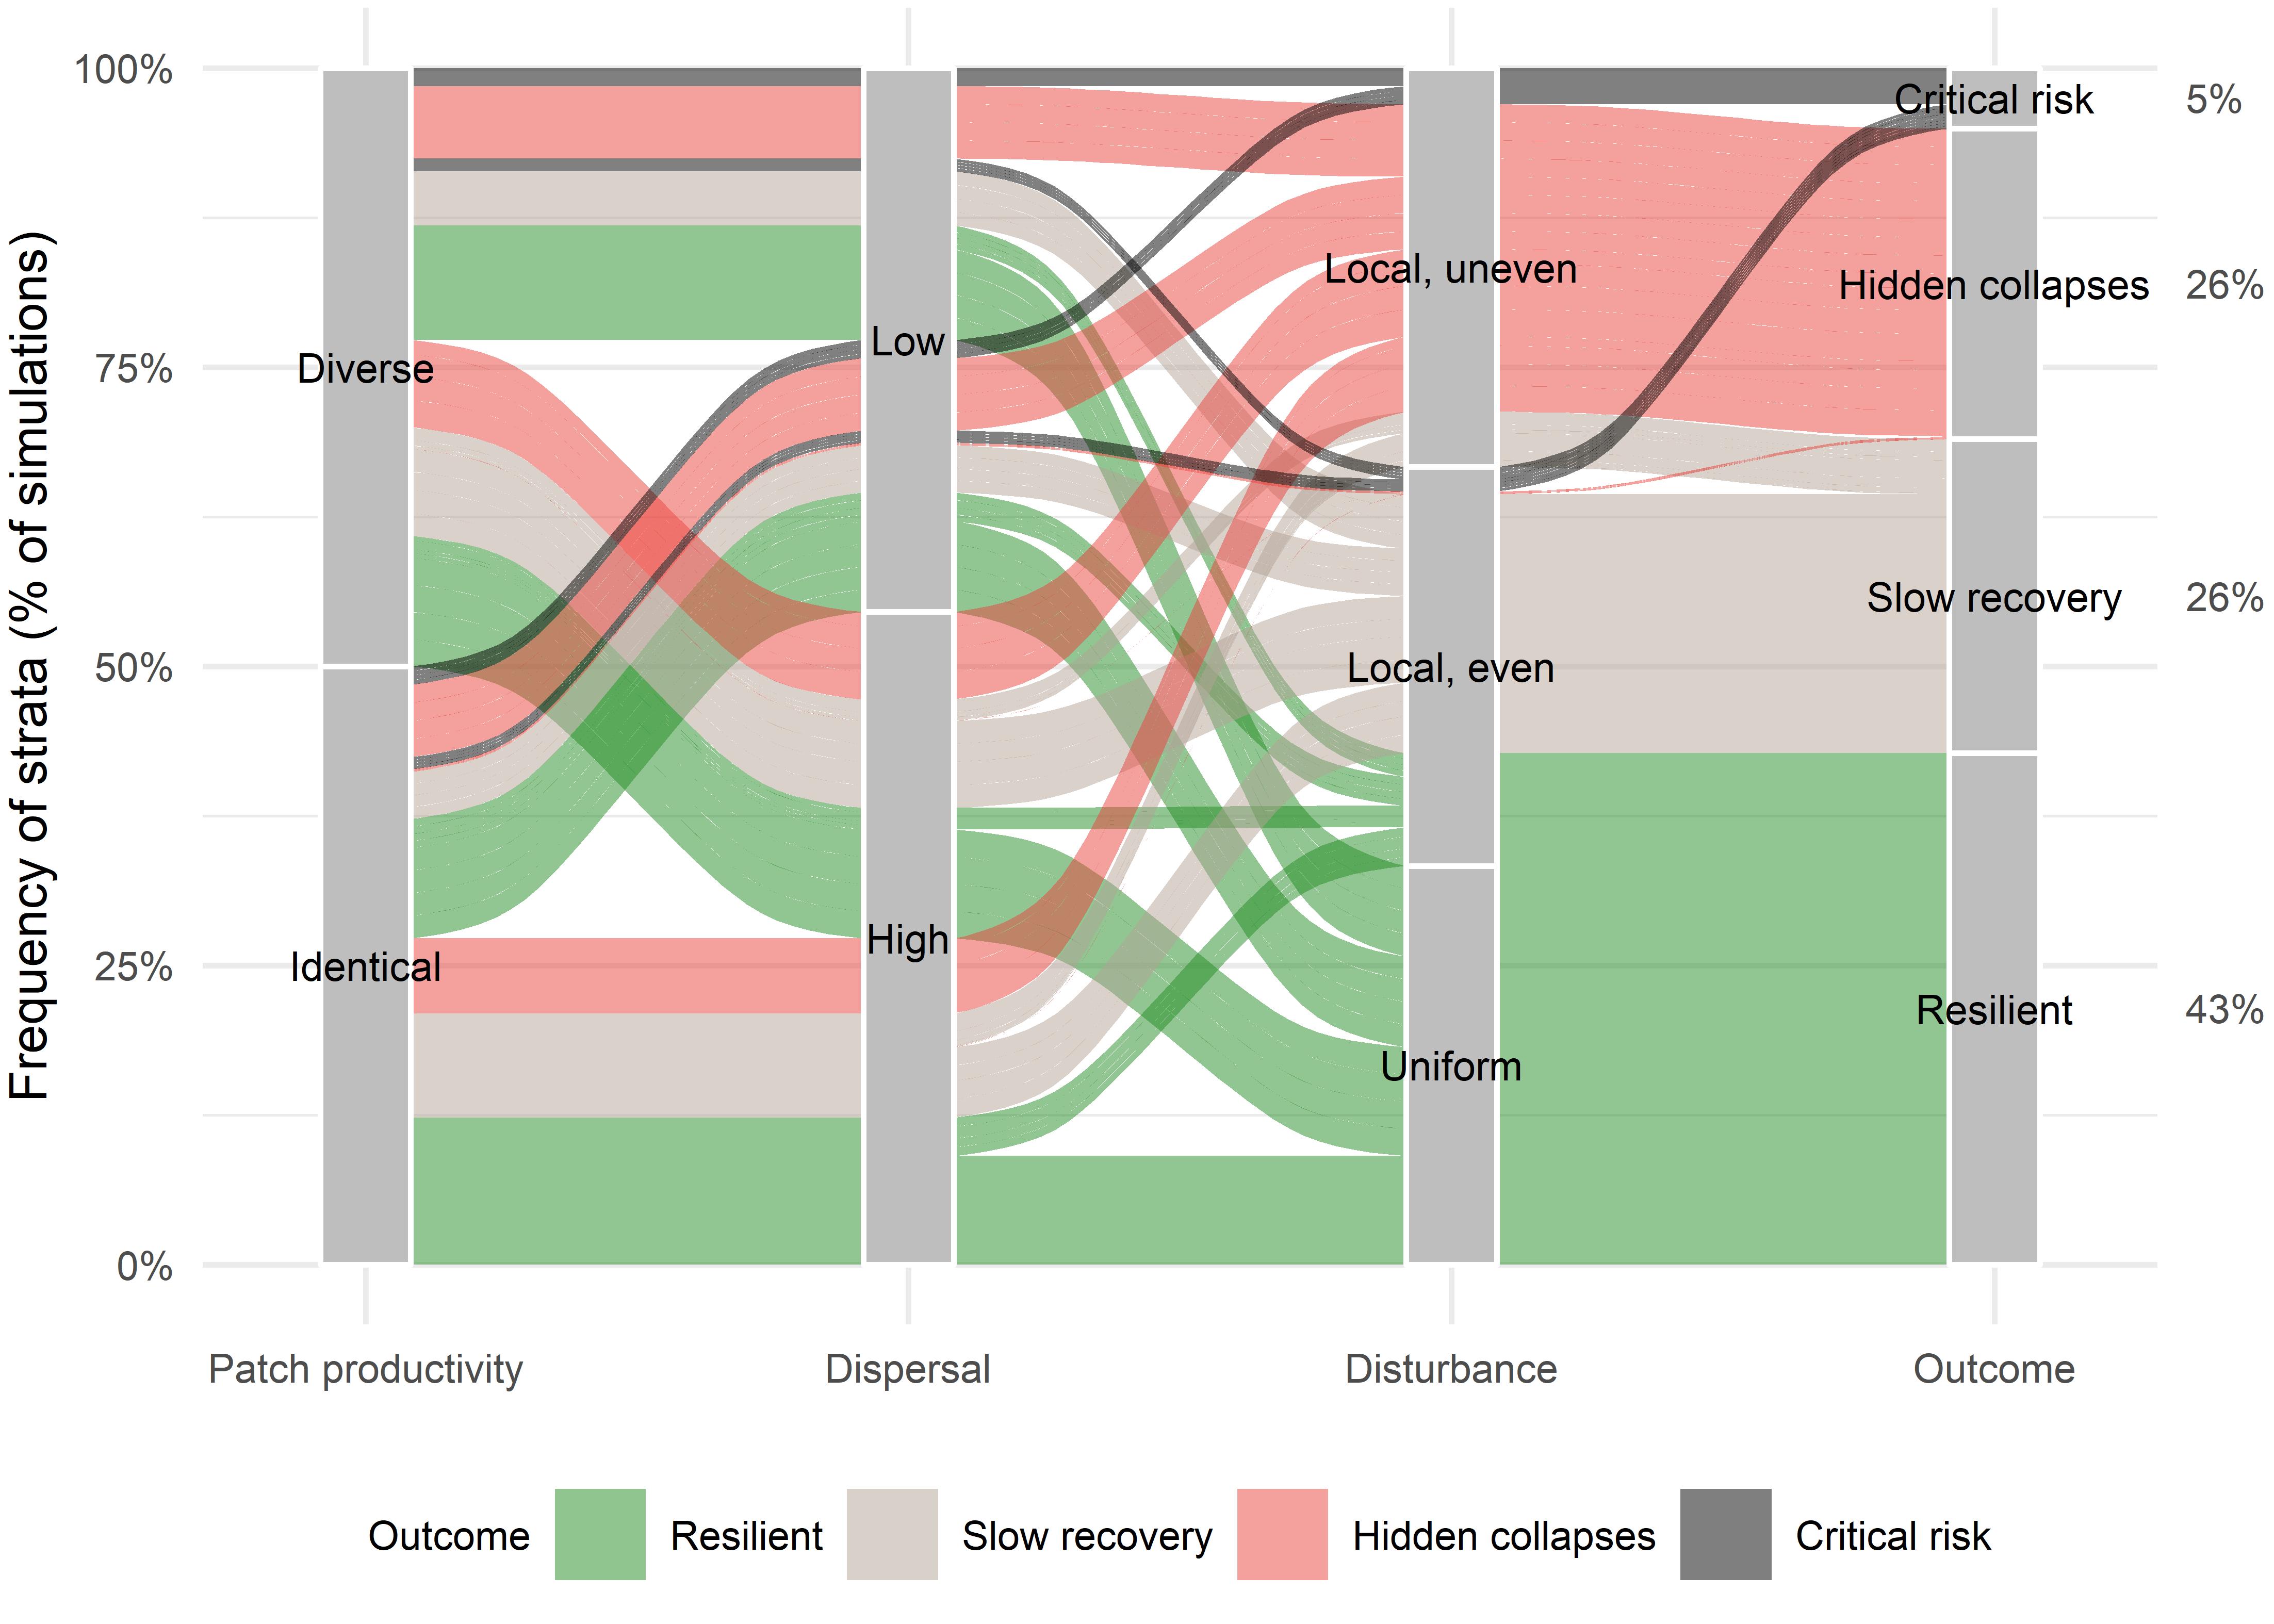 Frequency of strata (% of simulations)
100%
75%
50%
25%
0%
Diverse
Identical
Low
High
Local, uneven
Local, even
Uniform
Critical risk
Hidden collapses
Slow recovery
Resilient
5%
26%
26%
43%
Patch productivity
Dispersal
Disturbance
Outcome
Outcome
Resilient
Slow recovery
Hidden collapses
Critical risk